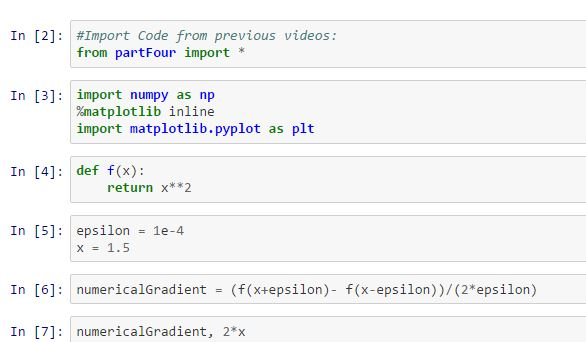 In [2]: #Import Code from previous videos:
from partFour import *
In [3]: import numpy as np
%matplotlib inline
import matplotlib.pyplot as plt
In [4]: def f(x):
    return x**2
In [5]: epsilon = 1e-4
x = 1.5
In [6]: numericalGradient = (f(x+epsilon)- f(x-epsilon))/(2*epsilon)
In [7]: numericalGradient, 2*x